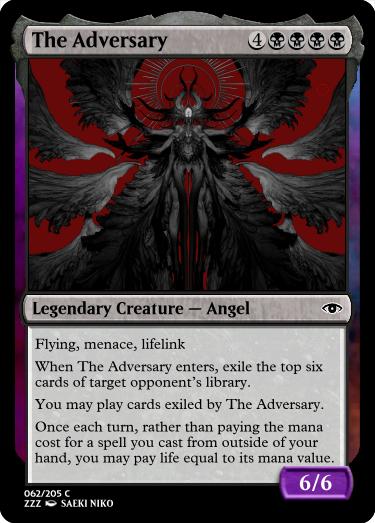 The Adversary 4
Legendary Creature — Angel
Flying, menace, lifelink
When The Adversary enters, exile the top six
cards of target opponent's library.
You may play cards exiled by The Adversary.
Once each turn, rather than paying the mana
cost for a spell you cast from outside of your
hand, you may pay life equal to its mana value.
6/6
062/205 C
ZZZ SAEKI NIKO